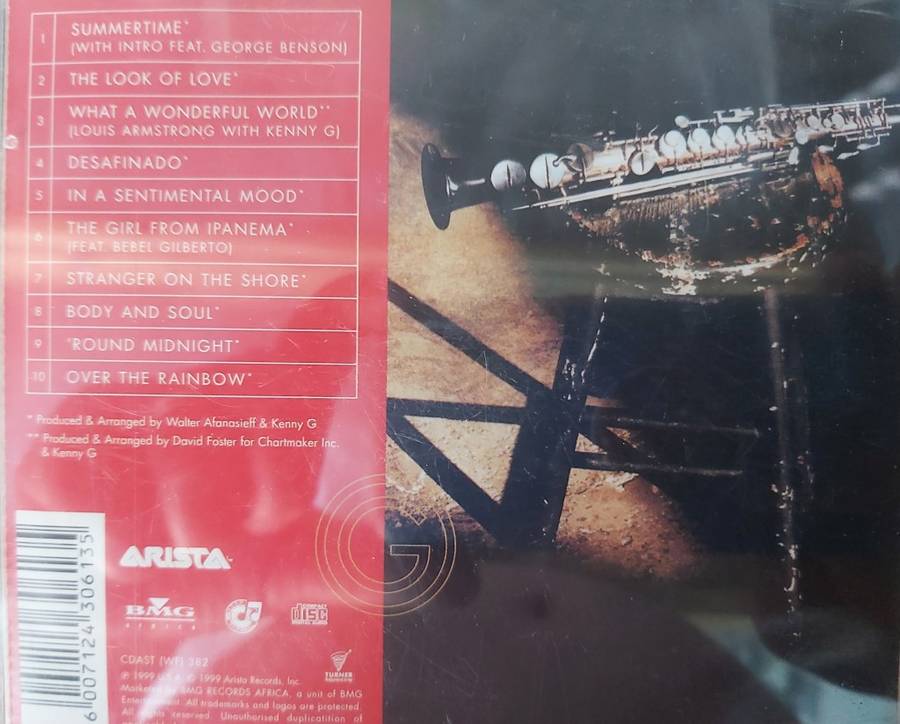 1 SUMMERTIME*
(WITH INTRO FEAT. GEORGE BENSON)
2 THE LOOK OF LOVE*
3 WHAT A WONDERFUL WORLD**
(LOUIS ARMSTRONG WITH KENNY G)
4 DESAFINADO*
5 IN A SENTIMENTAL MOOD*
6 THE GIRL FROM IPANEMA*
(FEAT. BEBEL GILBERTO)
7 STRANGER ON THE SHORE*
8 BODY AND SOUL*
9 'ROUND MIDNIGHT*
10 OVER THE RAINBOW*
* Produced & Arranged by Walter Afanasieff & Kenny G
** Produced & Arranged by David Foster for Chartmaker Inc.
& Kenny G
G
ARISTA
BMG
africa
COMPACT
disc
DIGITAL AUDIO
6 007124 306135
CDAST (WF) 382
℗ 1999 U.S.A. © 1999 Arista Records, Inc.
Marketed by BMG RECORDS AFRICA, a unit of BMG
Entertainment. All trademarks and logos are protected.
All rights reserved. Unauthorised duplicatition of
TURNER